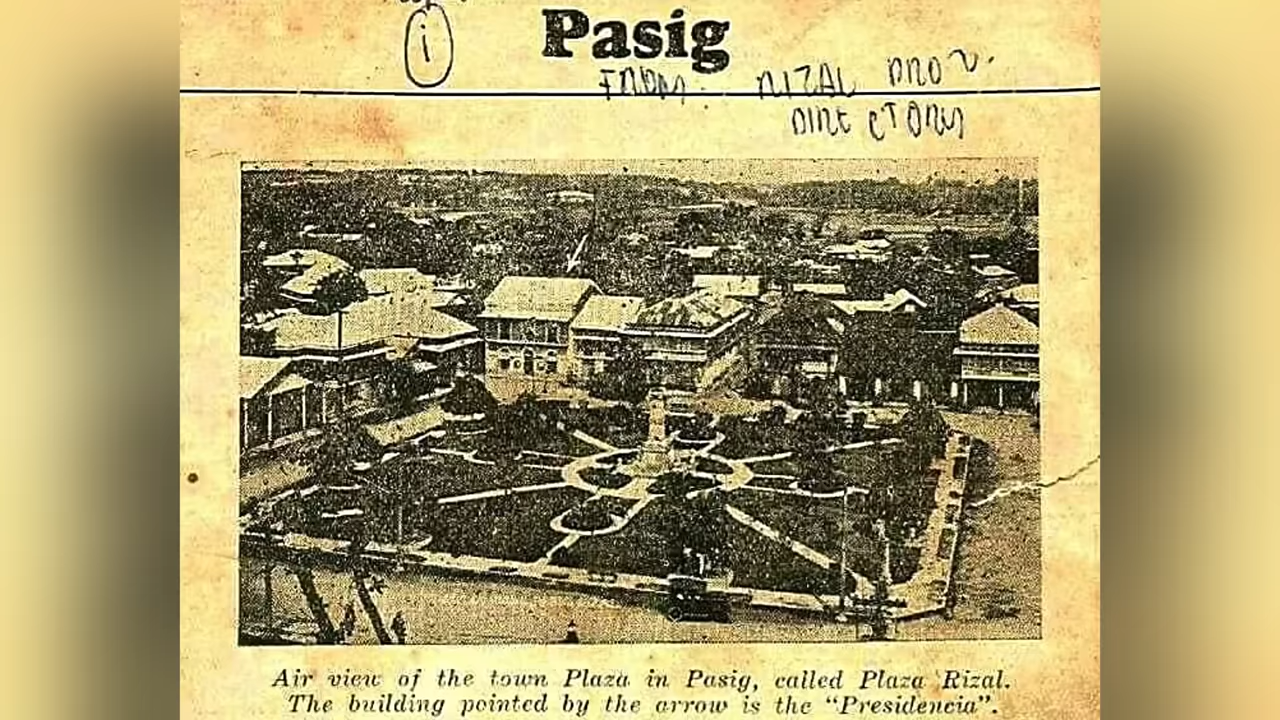 i
Pasig
FROM: RIZAL PROV.
DIRECTORY
Air view of the town Plaza in Pasig, called Plaza Rizal.
The building pointed by the arrow is the "Presidencia".